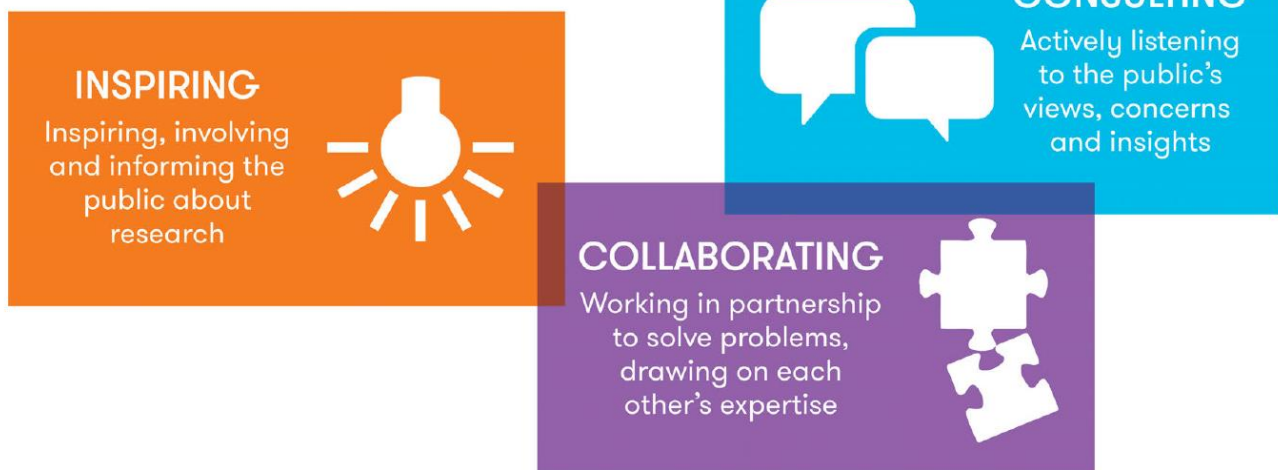 INSPIRING
Inspiring, involving
and informing the
public about
research
CONSULTING
Actively listening
to the public's
views, concerns
and insights
COLLABORATING
Working in partnership
to solve problems,
drawing on each
other's expertise